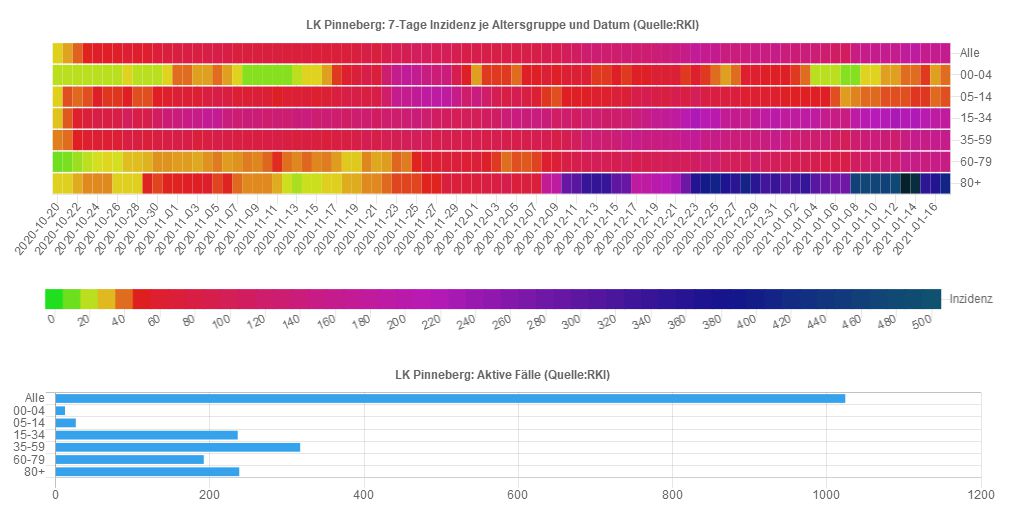 LK Pinneberg: 7-Tage Inzidenz je Altersgruppe und Datum (Quelle:RKI)
Alle
00-04
05-14
15-34
35-59
60-79
80+
2020-10-20 2020-10-22 2020-10-24 2020-10-26 2020-10-28 2020-10-30 2020-11-01 2020-11-03 2020-11-05 2020-11-07 2020-11-09 2020-11-11 2020-11-13 2020-11-15 2020-11-17 2020-11-19 2020-11-21 2020-11-23 2020-11-25 2020-11-27 2020-11-29 2020-12-01 2020-12-03 2020-12-05 2020-12-07 2020-12-09 2020-12-11 2020-12-13 2020-12-15 2020-12-17 2020-12-19 2020-12-21 2020-12-23 2020-12-25 2020-12-27 2020-12-29 2020-12-31 2021-01-02 2021-01-04 2021-01-06 2021-01-08 2021-01-10 2021-01-12 2021-01-14 2021-01-16
Inzidenz
0 20 40 60 80 100 120 140 160 180 200 220 240 260 280 300 320 340 360 380 400 420 440 460 480 500
LK Pinneberg: Aktive Fälle (Quelle:RKI)
Alle
00-04
05-14
15-34
35-59
60-79
80+
0 200 400 600 800 1000 1200